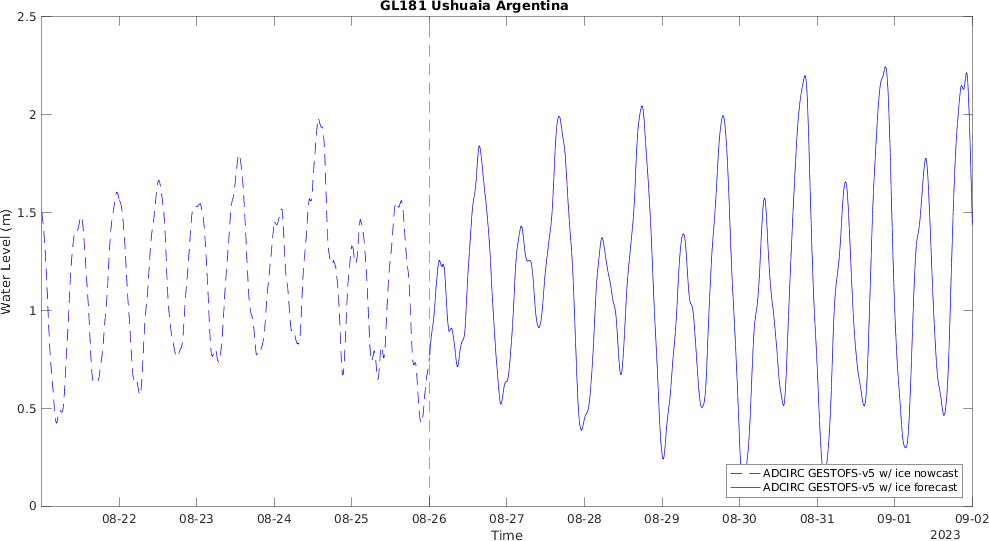 GL181 Ushuaia Argentina
Water Level (m)
2.5
2
1.5
1
0.5
0
ADCIRC GESTOFS-v5 w/ ice nowcast
ADCIRC GESTOFS-v5 w/ ice forecast
08-22 08-23 08-24 08-25 08-26 08-27 08-28 08-29 08-30 08-31 09-01 09-02
Time
2023